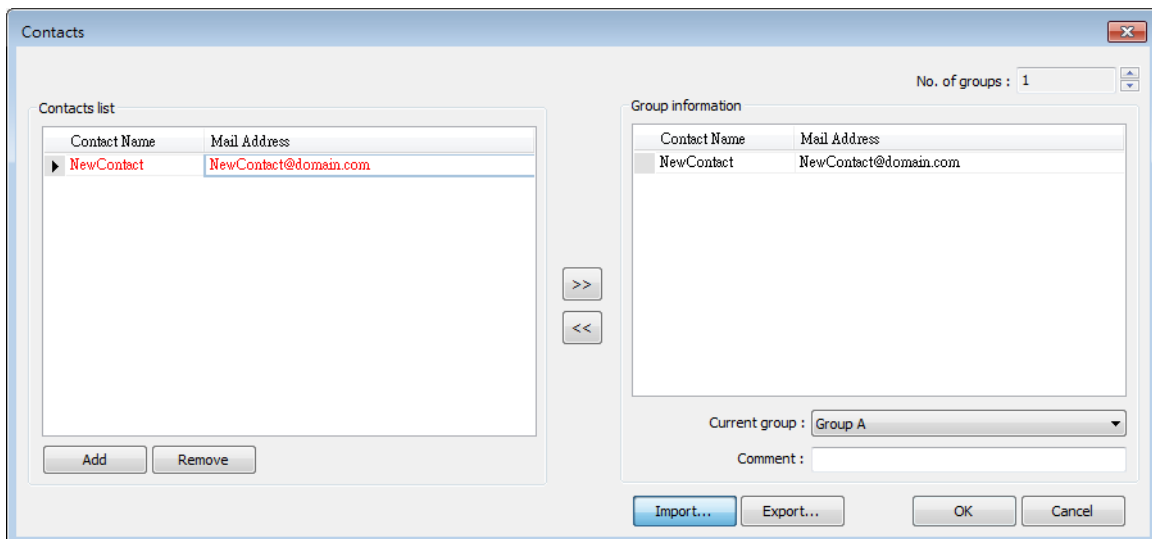 Contacts
No. of groups : 1
Contacts list
Contact Name Mail Address
NewContact NewContact@domain.com
Add Remove
>>
<<
Group information
Contact Name Mail Address
NewContact NewContact@domain.com
Current group : Group A
Comment :
Import... Export... OK Cancel